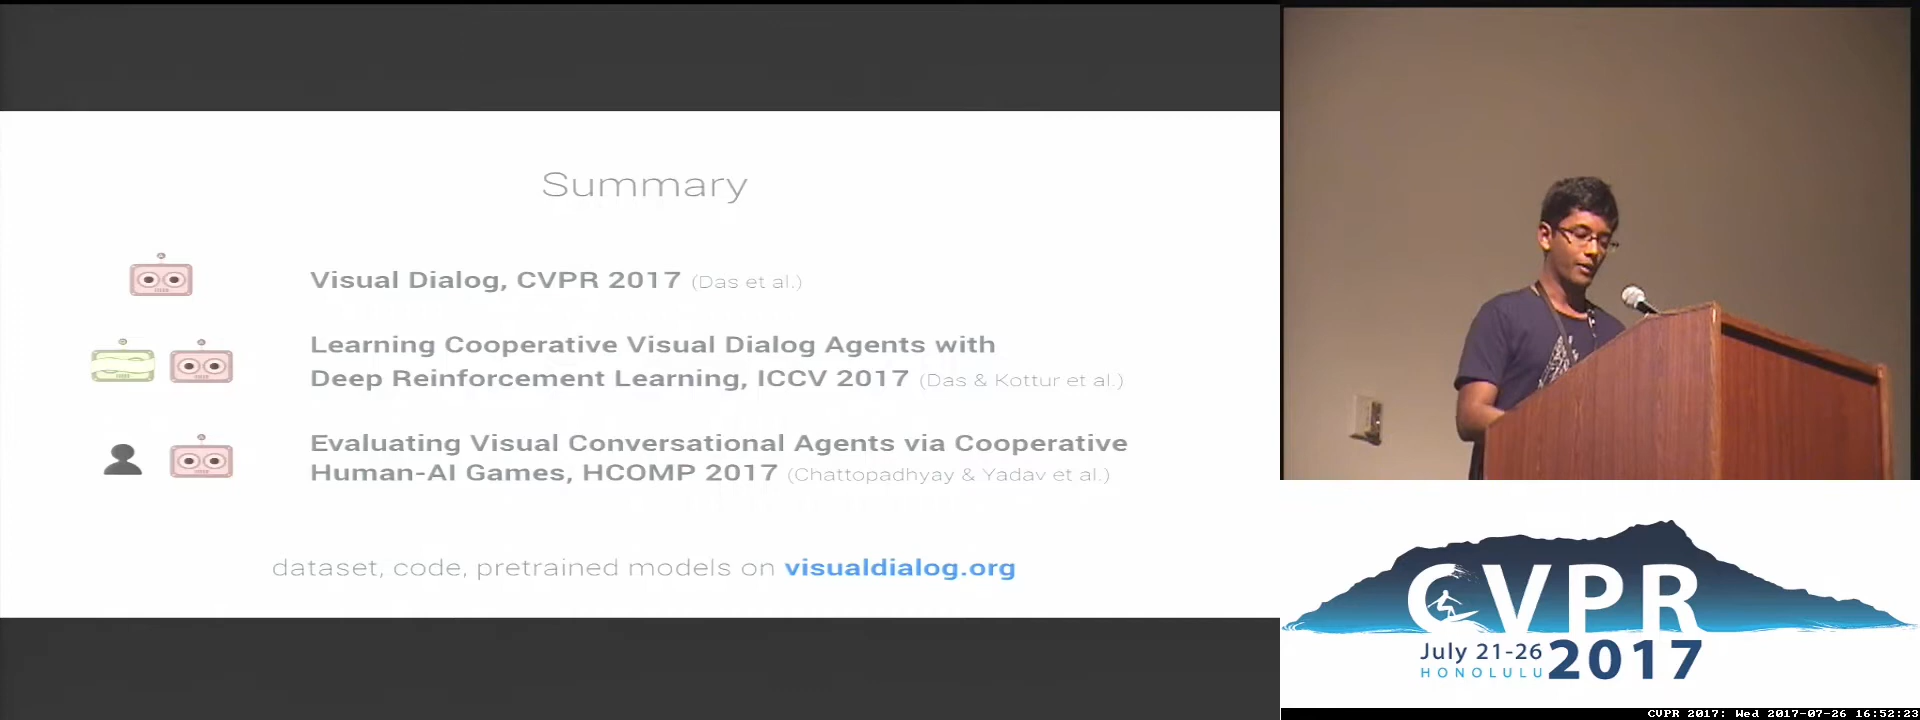 Summary
Visual Dialog, CVPR 2017 (Das et al.)
Learning Cooperative Visual Dialog Agents with
Deep Reinforcement Learning, ICCV 2017 (Das & Kottur et al.)
Evaluating Visual Conversational Agents via Cooperative
Human-AI Games, HCOMP 2017 (Chattopadhyay & Yadav et al.)
dataset, code, pretrained models on visualdialog.org
CVPR
July 21-26 2017
HONOLULU
CVPR 2017: Wed 2017-07-26 16:52:23